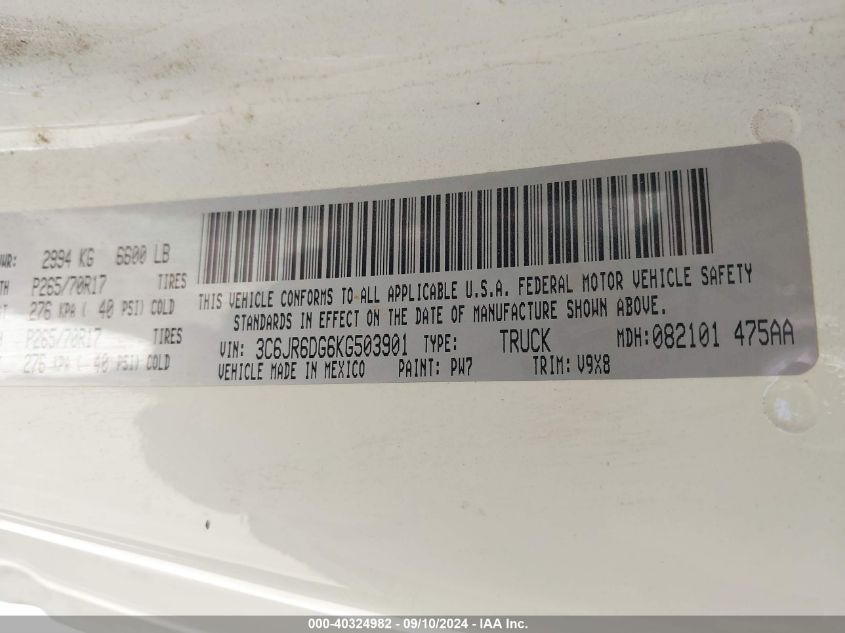 WR: 2994 KG 6600 LB
TH P265/70R17 TIRES
AT 276 KPA ( 40 PSI) COLD
P265/70R17 TIRES
276 KPA ( 40 PSI) COLD
THIS VEHICLE CONFORMS TO ALL APPLICABLE U.S.A. FEDERAL MOTOR VEHICLE SAFETY
STANDARDS IN EFFECT ON THE DATE OF MANUFACTURE SHOWN ABOVE.
VIN: 3C6JR6DG6KG503901 TYPE: TRUCK MDH:082101 475AA
VEHICLE MADE IN MEXICO PAINT: PW7 TRIM: V9X8
000-40324982 - 09/10/2024 - IAA Inc.